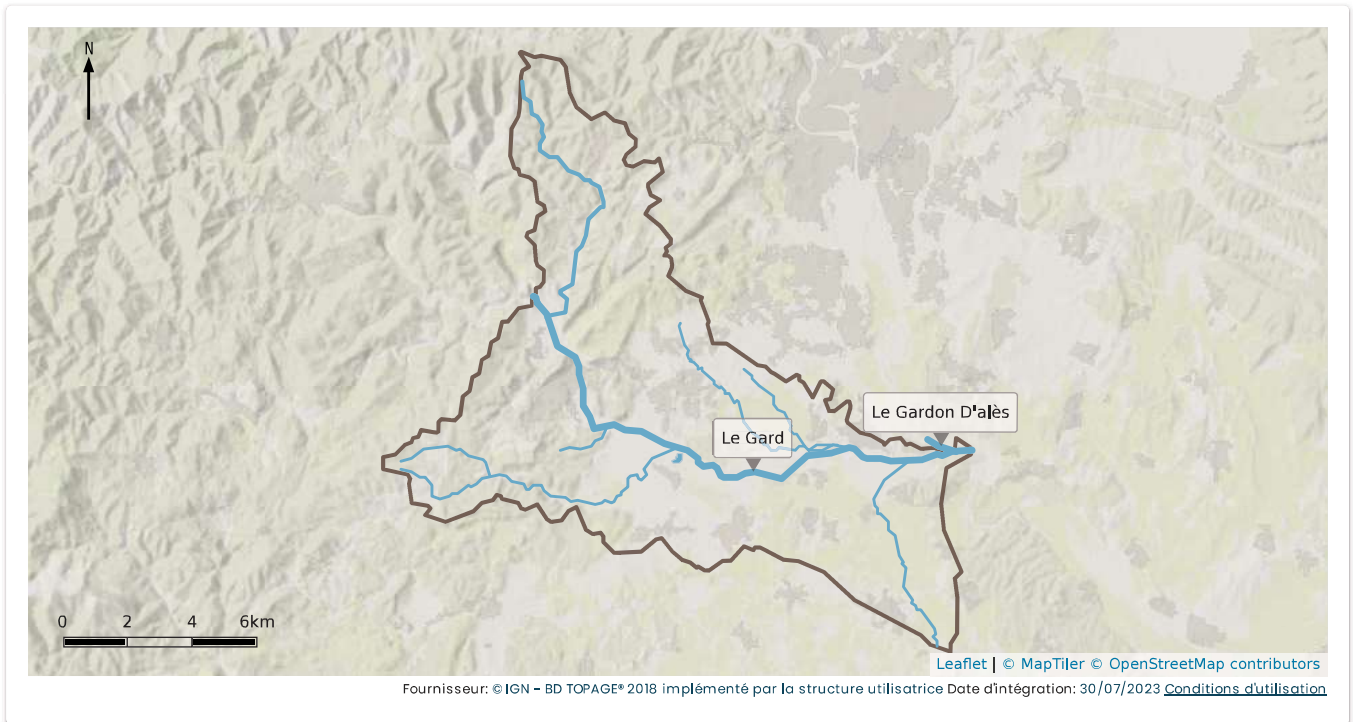 N
Le Gardon D'alès
Le Gard
0 2 4 6km
Leaflet | © MapTiler © OpenStreetMap contributors
Fournisseur: © IGN - BD TOPAGE® 2018 implémenté par la structure utilisatrice Date d'intégration: 30/07/2023 Conditions d'utilisation